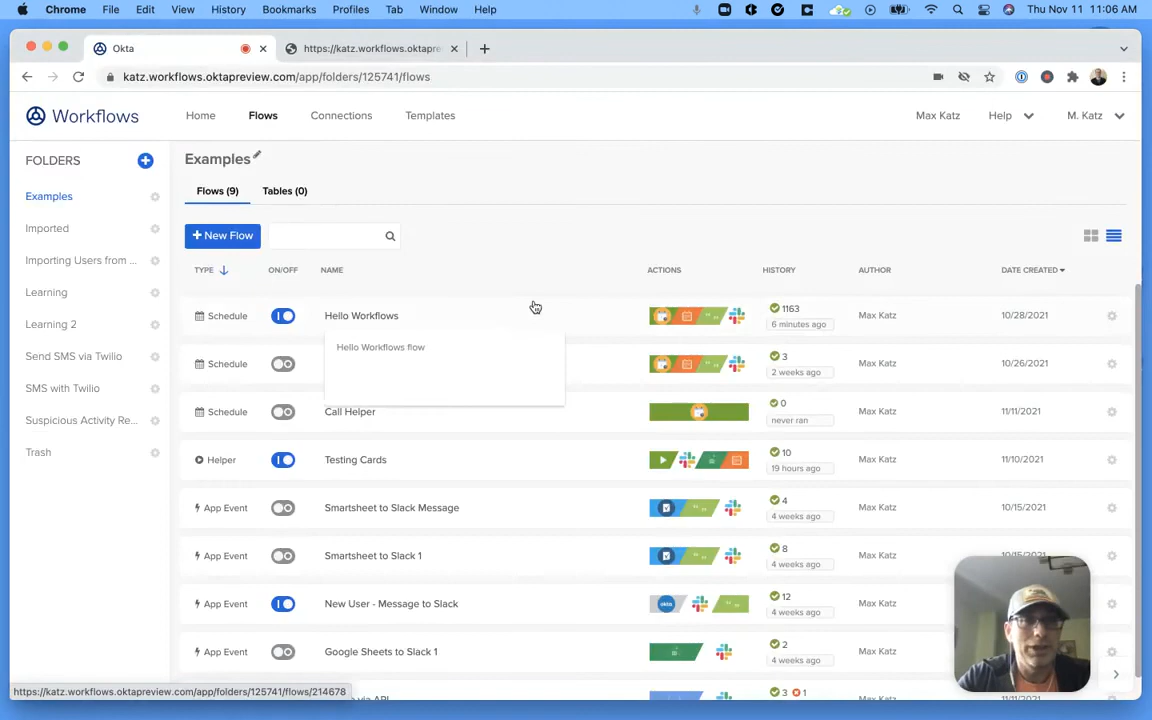 Chrome File Edit View History Bookmarks Profiles Tab Window Help Thu Nov 11 11:06 AM
Okta https://katz.workflows.oktapre
katz.workflows.oktapreview.com/app/folders/125741/flows
Workflows Home Flows Connections Templates Max Katz Help M. Katz
FOLDERS
Examples
Imported
Importing Users from ...
Learning
Learning 2
Send SMS via Twilio
SMS with Twilio
Suspicious Activity Re...
Trash
Examples
Flows (9) Tables (0)
+ New Flow
TYPE ON/OFF NAME ACTIONS HISTORY AUTHOR DATE CREATED
Schedule Hello Workflows 1163 Max Katz 10/28/2021
6 minutes ago
Hello Workflows flow
Schedule 3 Max Katz 10/26/2021
2 weeks ago
Schedule Call Helper 0 Max Katz 11/11/2021
never ran
Helper Testing Cards 10 Max Katz 11/10/2021
19 hours ago
App Event Smartsheet to Slack Message 4 Max Katz 10/15/2021
4 weeks ago
App Event Smartsheet to Slack 1 8 Max Katz 10/15/2021
4 weeks ago
App Event New User - Message to Slack okta 12 Max Katz
4 weeks ago
App Event Google Sheets to Slack 1 2 Max Katz
4 weeks ago
via API 3 1
https://katz.workflows.oktapreview.com/app/folders/125741/flows/214678